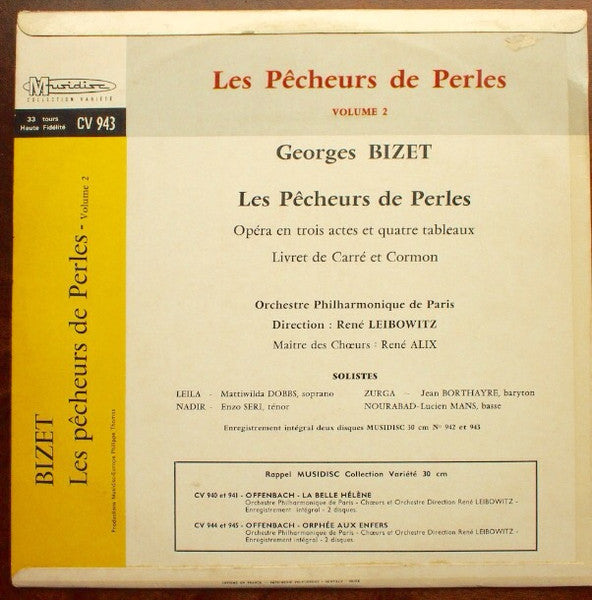 Musidisc
COLLECTION VARIÉTÉ
33 tours
Haute Fidélité
CV 943
BIZET
Les pêcheurs de Perles - Volume 2
Productions Musidisc-Europe Philippe Thomas
Les Pêcheurs de Perles
VOLUME 2
Georges BIZET
Les Pêcheurs de Perles
Opéra en trois actes et quatre tableaux
Livret de Carré et Cormon
Orchestre Philharmonique de Paris
Direction : René LEIBOWITZ
Maître des Chœurs : René ALIX
SOLISTES
LEILA - Mattiwilda DOBBS, soprano ZURGA - Jean BORTHAYRE, baryton
NADIR - Enzo SERI, ténor NOURABAD-Lucien MANS, basse
Enregistrement intégral deux disques MUSIDISC 30 cm Nº 942 et 943
Rappel MUSIDISC Collection Variété 30 cm
CV 940 et 941 - OFFENBACH - LA BELLE HÉLÈNE
Orchestre Philharmonique de Paris - Chœurs et Orchestre Direction René LEIBOWITZ -
Enregistrement intégral - 2 disques
CV 944 et 945 - OFFENBACH - ORPHÉE AUX ENFERS
Orchestre Philharmonique de Paris - Chœurs et Orchestre Direction René LEIBOWITZ -
Enregistrement intégral - 2 disques